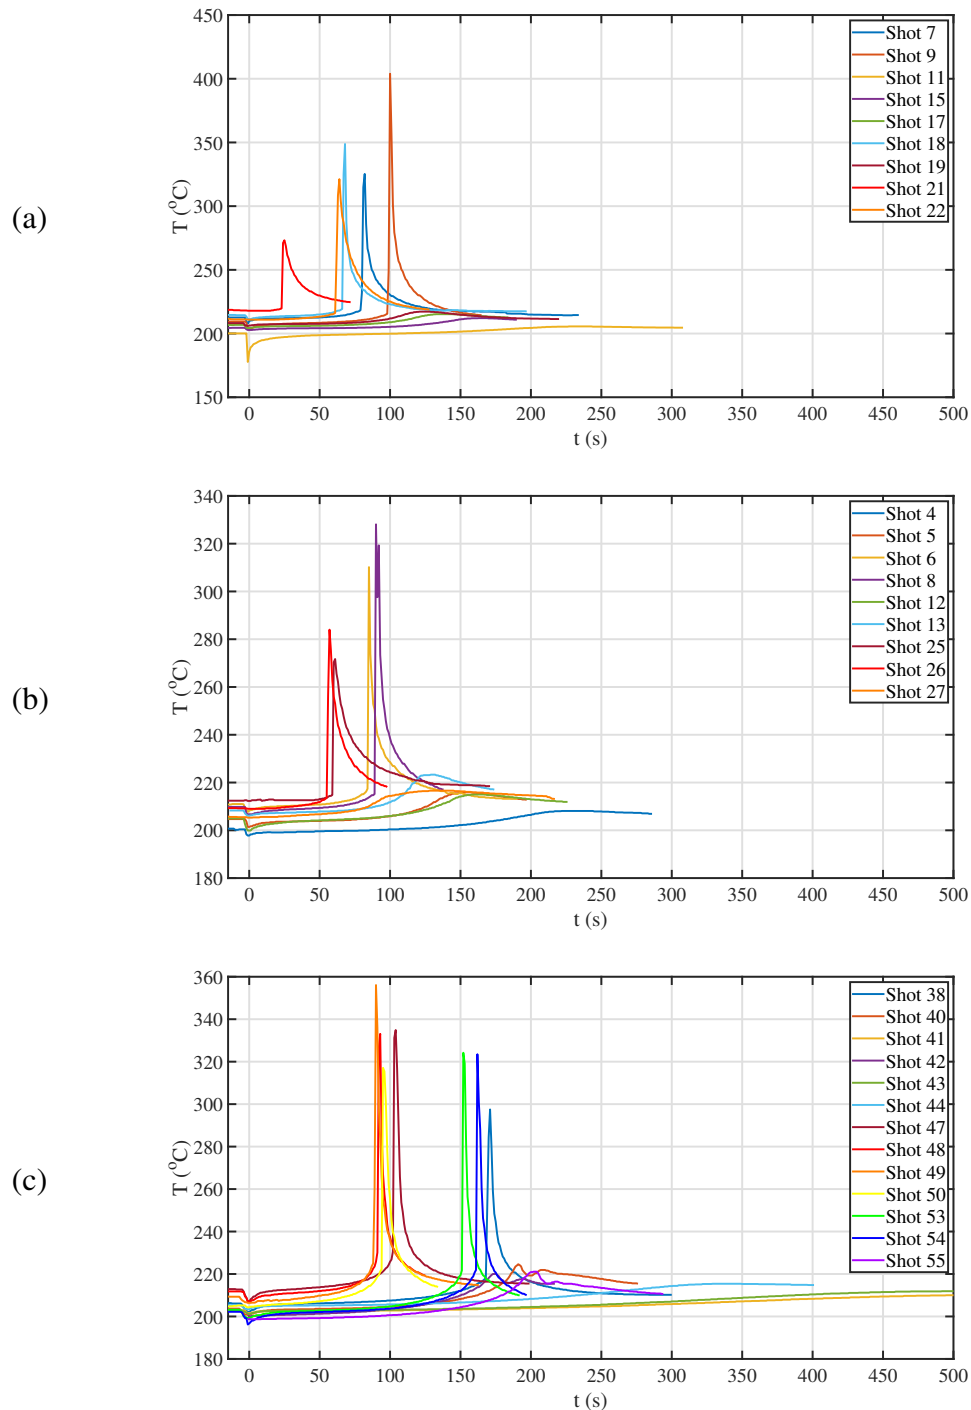 (a)
T (°C)
450
400
350
300
250
200
150
0 50 100 150 200 250 300 350 400 450 500
t (s)
Shot 7
Shot 9
Shot 11
Shot 15
Shot 17
Shot 18
Shot 19
Shot 21
Shot 22
(b)
T (°C)
340
320
300
280
260
240
220
200
180
0 50 100 150 200 250 300 350 400 450 500
t (s)
Shot 4
Shot 5
Shot 6
Shot 8
Shot 12
Shot 13
Shot 25
Shot 26
Shot 27
(c)
T (°C)
360
340
320
300
280
260
240
220
200
180
0 50 100 150 200 250 300 350 400 450 500
t (s)
Shot 38
Shot 40
Shot 41
Shot 42
Shot 43
Shot 44
Shot 47
Shot 48
Shot 49
Shot 50
Shot 53
Shot 54
Shot 55